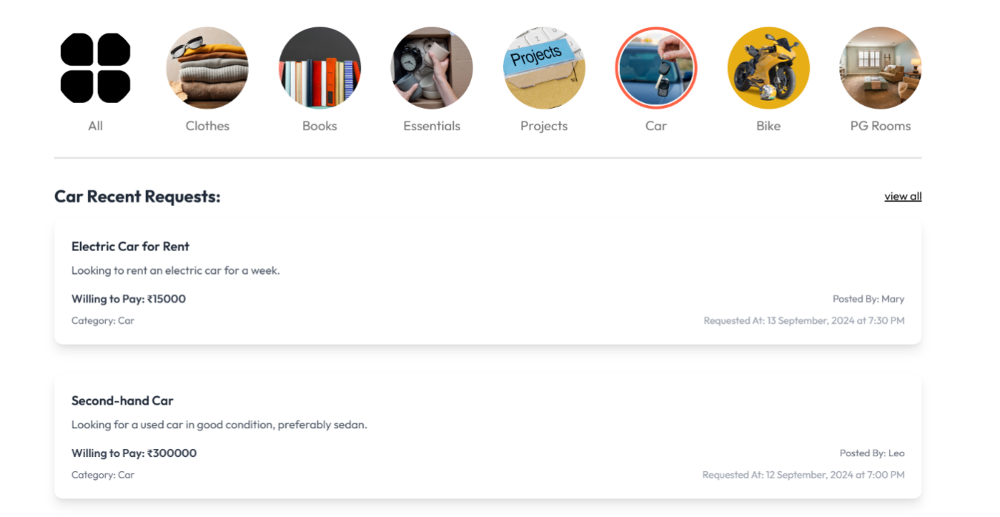 Projects
All
Clothes
Books
Essentials
Projects
Car
Bike
PG Rooms
Car Recent Requests:
view all
Electric Car for Rent
Looking to rent an electric car for a week.
Willing to Pay: ₹15000
Posted By: Mary
Category: Car
Requested At: 13 September, 2024 at 7:30 PM
Second-hand Car
Looking for a used car in good condition, preferably sedan.
Willing to Pay: ₹300000
Posted By: Leo
Category: Car
Requested At: 12 September, 2024 at 7:00 PM